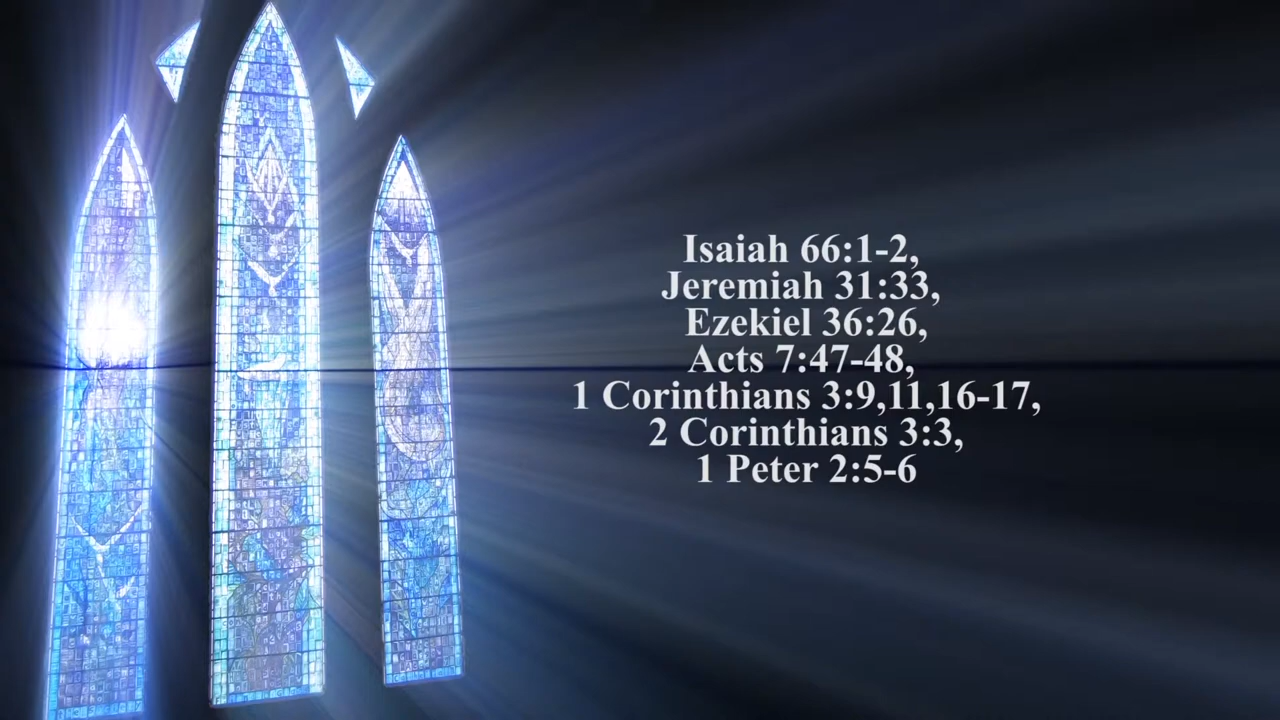 Isaiah 66:1-2,
Jeremiah 31:33,
Ezekiel 36:26,
Acts 7:47-48,
1 Corinthians 3:9,11,16-17,
2 Corinthians 3:3,
1 Peter 2:5-6